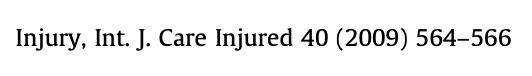 Injury, Int. J. Care Injured 40 (2009) 564–566